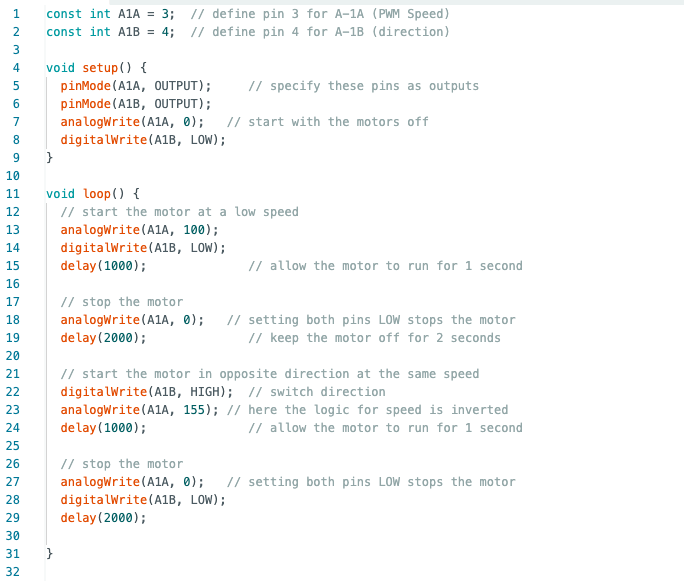 1 const int A1A = 3;  // define pin 3 for A-1A (PWM Speed)
2 const int A1B = 4;  // define pin 4 for A-1B (direction)
3
4 void setup() {
5   pinMode(A1A, OUTPUT);     // specify these pins as outputs
6   pinMode(A1B, OUTPUT);
7   analogWrite(A1A, 0);   // start with the motors off
8   digitalWrite(A1B, LOW);
9 }
10
11 void loop() {
12   // start the motor at a low speed
13   analogWrite(A1A, 100);
14   digitalWrite(A1B, LOW);
15   delay(1000);              // allow the motor to run for 1 second
16
17   // stop the motor
18   analogWrite(A1A, 0);   // setting both pins LOW stops the motor
19   delay(2000);              // keep the motor off for 2 seconds
20
21   // start the motor in opposite direction at the same speed
22   digitalWrite(A1B, HIGH);  // switch direction
23   analogWrite(A1A, 155); // here the logic for speed is inverted
24   delay(1000);              // allow the motor to run for 1 second
25
26   // stop the motor
27   analogWrite(A1A, 0);   // setting both pins LOW stops the motor
28   digitalWrite(A1B, LOW);
29   delay(2000);
30
31 }
32